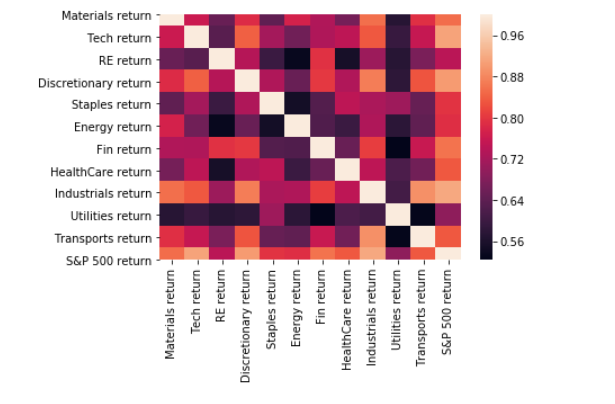 Materials return
Tech return
RE return
Discretionary return
Staples return
Energy return
Fin return
HealthCare return
Industrials return
Utilities return
Transports return
S&P 500 return
0.96
0.88
0.80
0.72
0.64
0.56
Materials return
Tech return
RE return
Discretionary return
Staples return
Energy return
Fin return
HealthCare return
Industrials return
Utilities return
Transports return
S&P 500 return